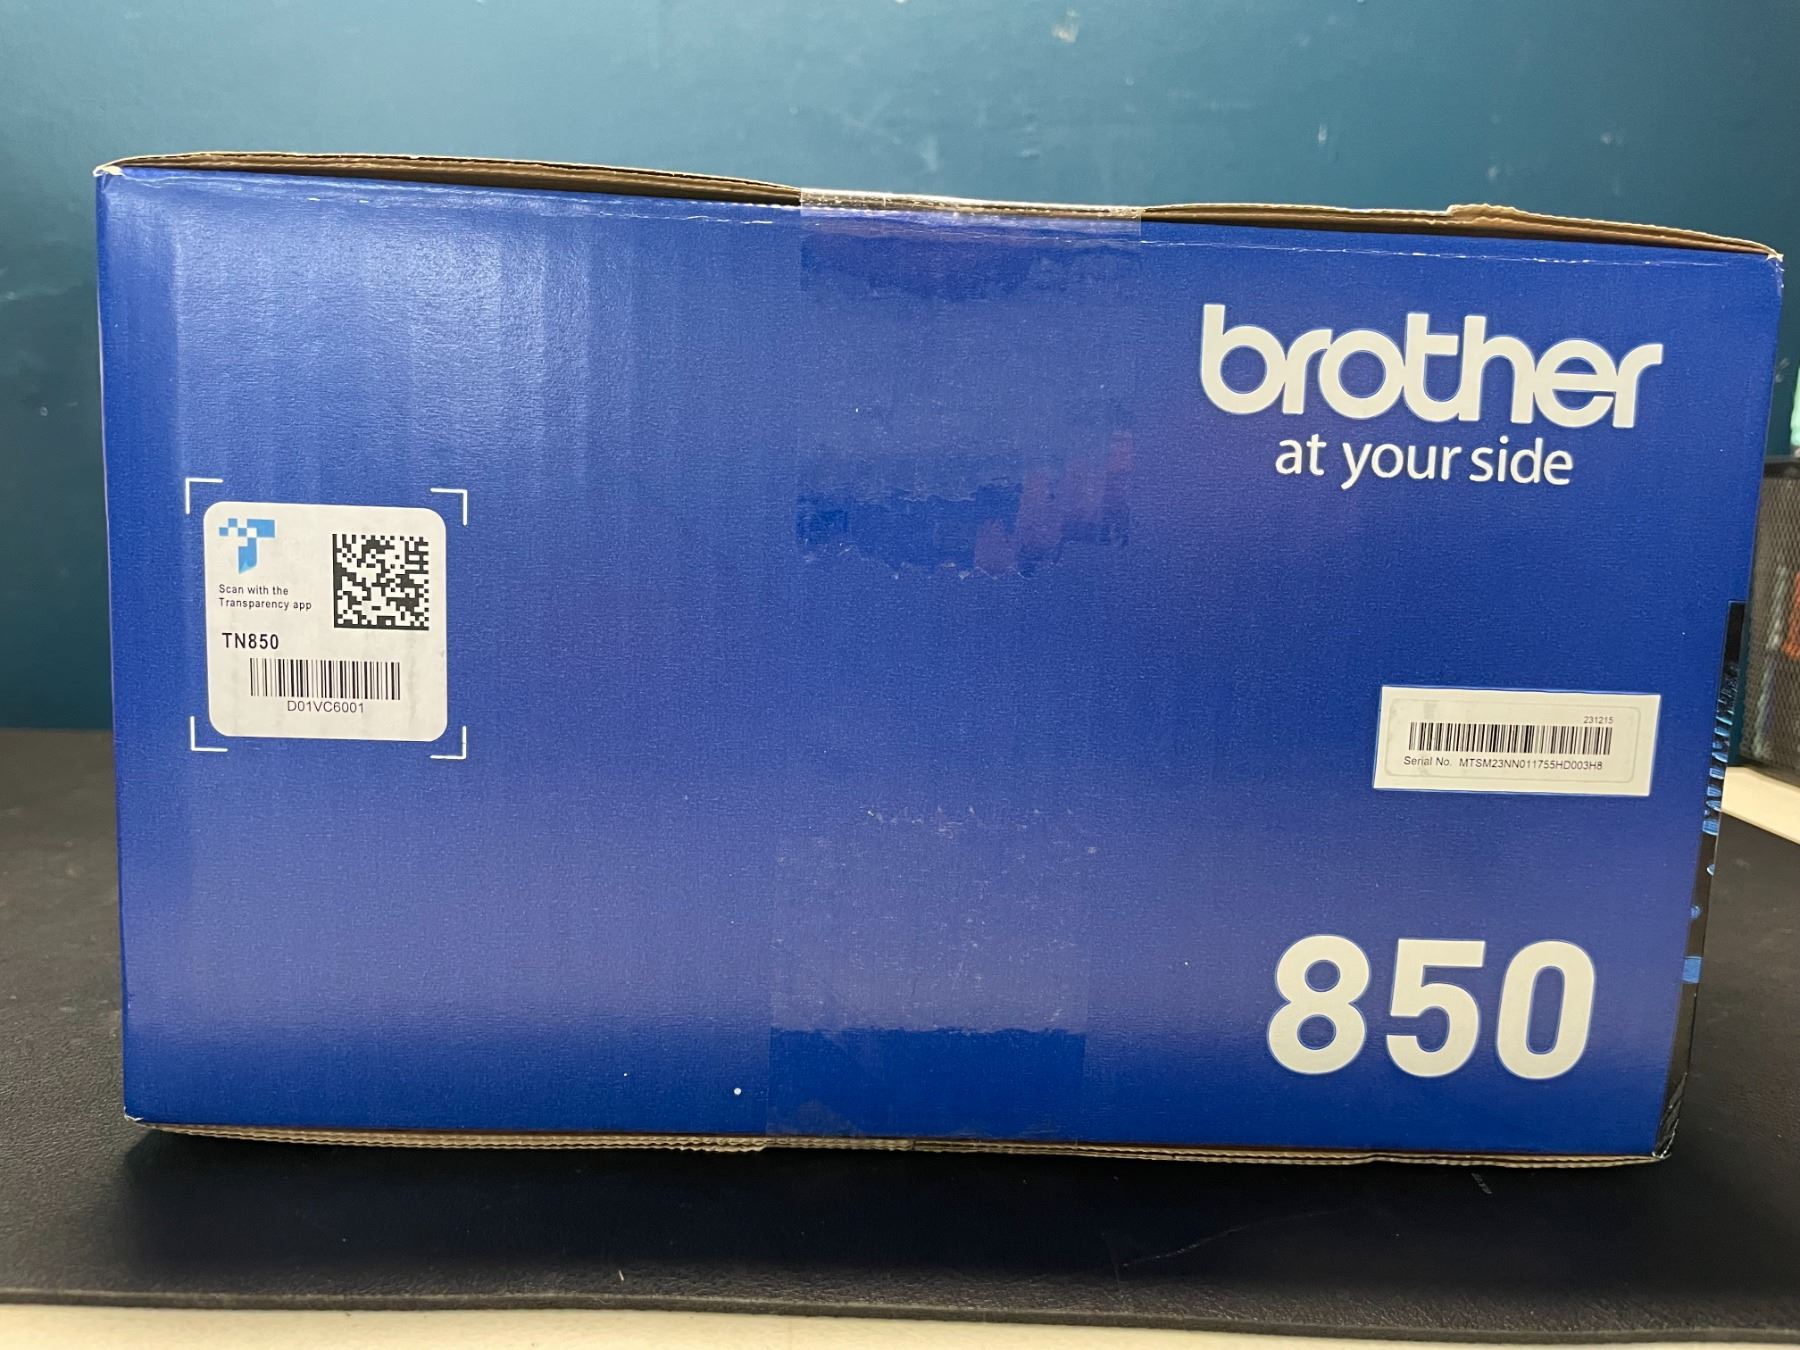 brother
at your side
Scan with the
Transparency app
TN850
D01VC6001
231215
Serial No. MTSM23NN011755HD003H8
850